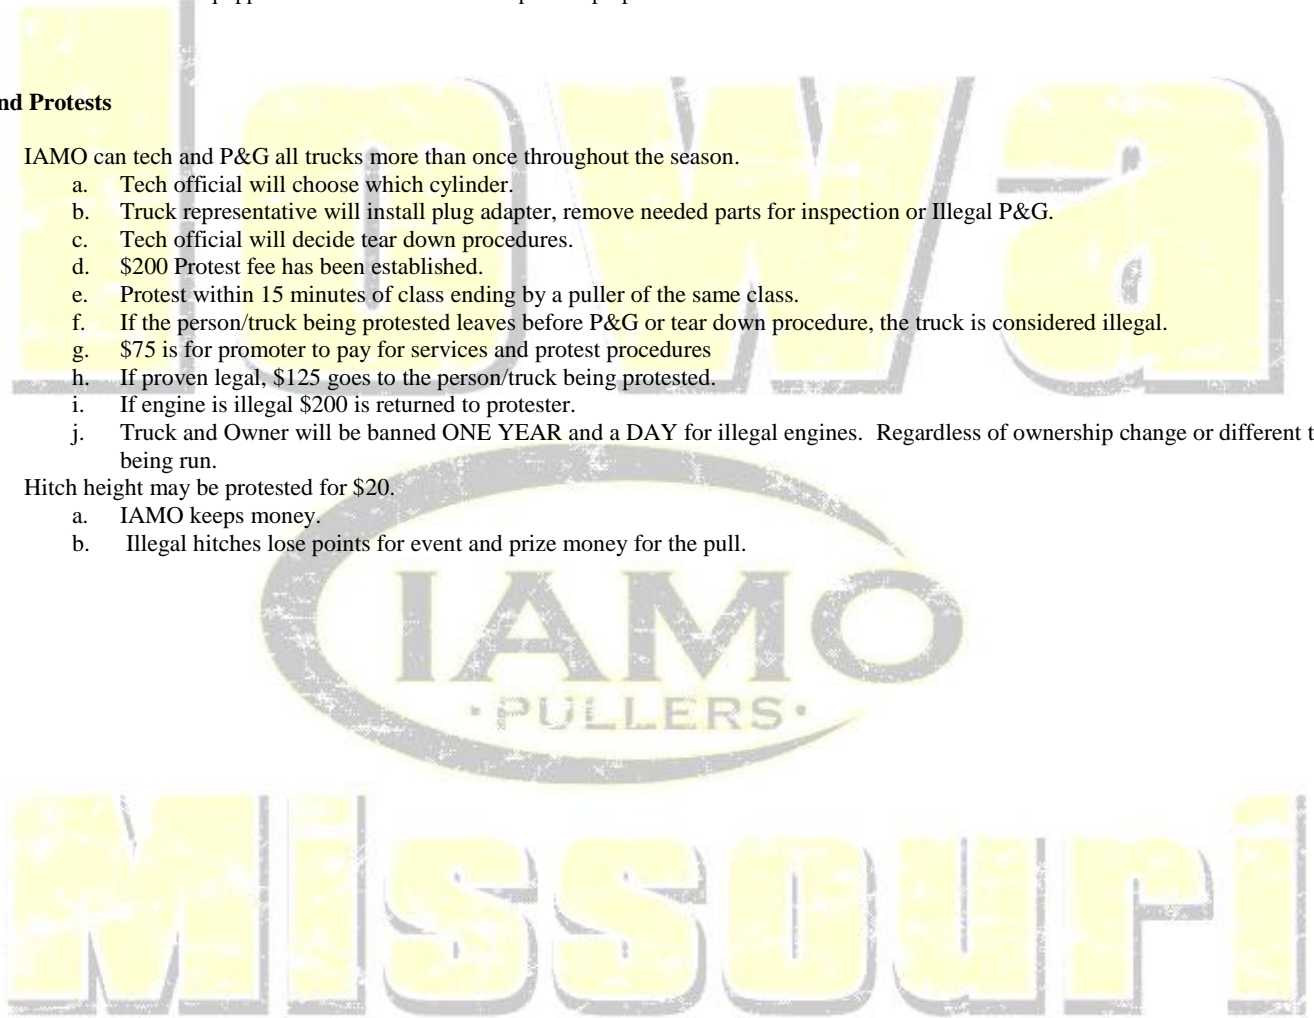 nd Protests
IAMO can tech and P&G all trucks more than once throughout the season.
a. Tech official will choose which cylinder.
b. Truck representative will install plug adapter, remove needed parts for inspection or Illegal P&G.
c. Tech official will decide tear down procedures.
d. $200 Protest fee has been established.
e. Protest within 15 minutes of class ending by a puller of the same class.
f. If the person/truck being protested leaves before P&G or tear down procedure, the truck is considered illegal.
g. $75 is for promoter to pay for services and protest procedures
h. If proven legal, $125 goes to the person/truck being protested.
i. If engine is illegal $200 is returned to protester.
j. Truck and Owner will be banned ONE YEAR and a DAY for illegal engines.  Regardless of ownership change or different t
being run.
Hitch height may be protested for $20.
a. IAMO keeps money.
b. Illegal hitches lose points for event and prize money for the pull.
Iowa
IAMO
· PULLERS ·
Missouri